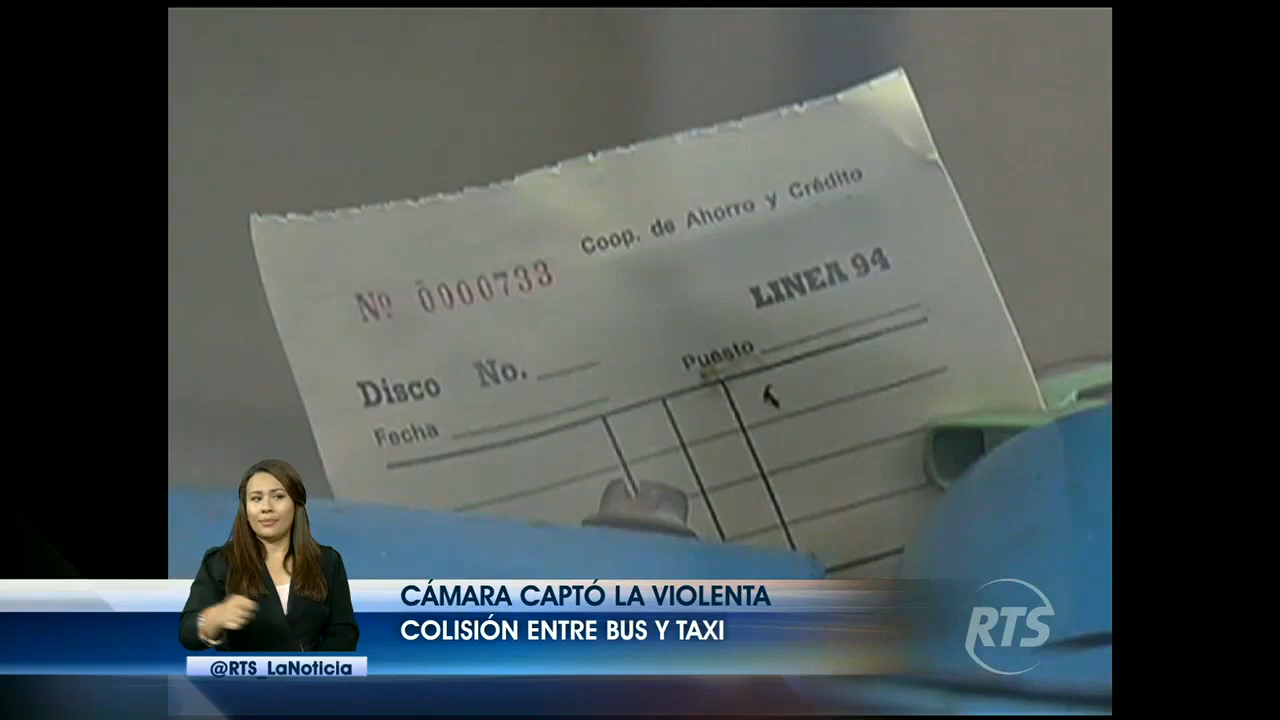 Coop. de Ahorro y Crédito
Nº 0000733
LINEA 94
Disco No.
Puesto
Fecha
CÁMARA CAPTÓ LA VIOLENTA
COLISIÓN ENTRE BUS Y TAXI
RTS
@RTS_LaNoticia